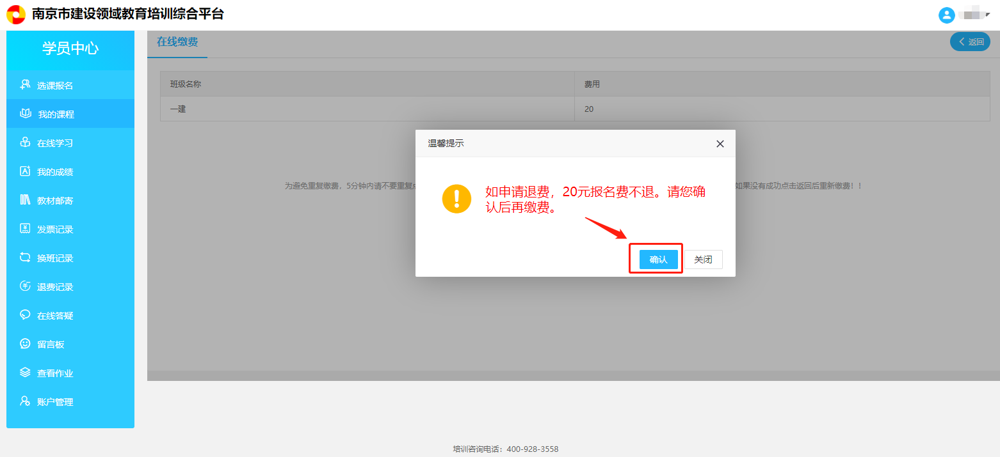 南京市建设领域教育培训综合平台
学员中心
选课报名
我的课程
在线学习
我的成绩
教材邮寄
发票记录
换班记录
退费记录
在线答疑
留言板
查看作业
账户管理
在线缴费
返回
班级名称 费用
一建 20
为避免重复缴费，5分钟内请不要重复
如果没有成功点击返回后重新缴费！！
温馨提示
如申请退费，20元报名费不退。请您确
认后再缴费。
确认 关闭
培训咨询电话：400-928-3558